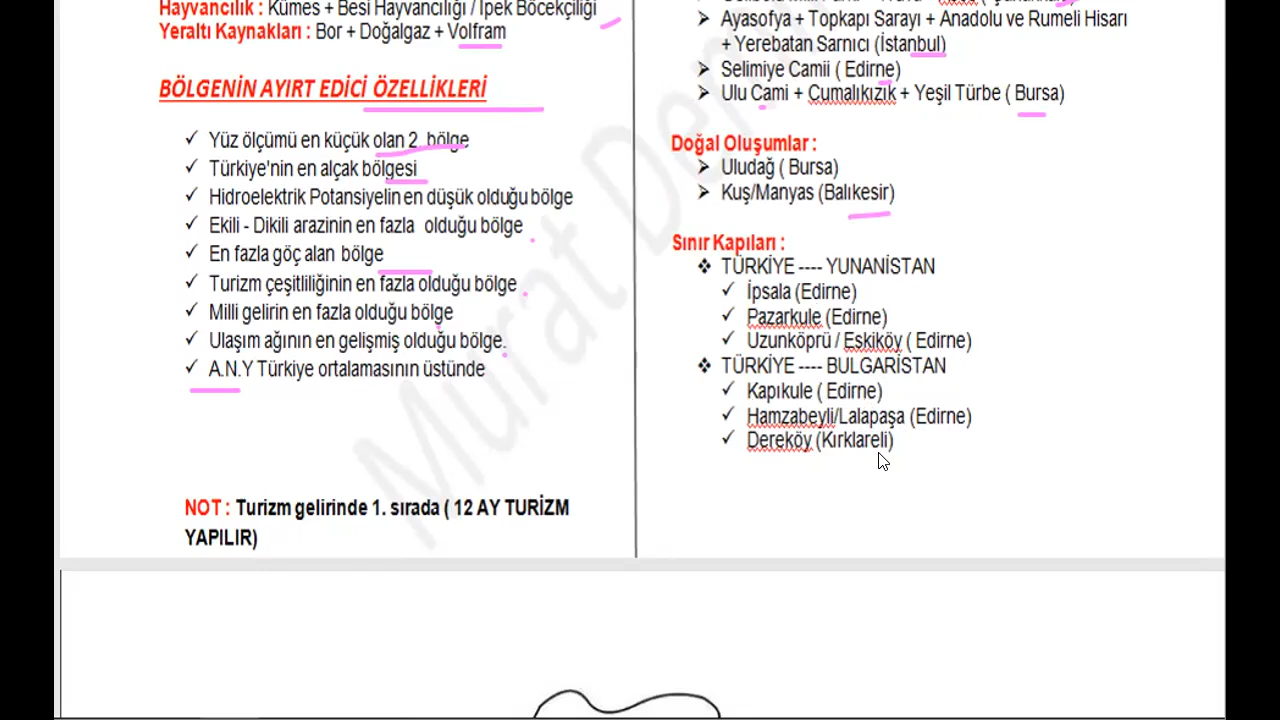 Hayvancılık : Kümes + Besi Hayvancılığı / İpek Böcekçiliği
Yeraltı Kaynakları : Bor + Doğalgaz + Volfram
BÖLGENİN AYIRT EDİCİ ÖZELLİKLERİ
✓ Yüz ölçümü en küçük olan 2. bölge
✓ Türkiye'nin en alçak bölgesi
✓ Hidroelektrik Potansiyelin en düşük olduğu bölge
✓ Ekili - Dikili arazinin en fazla olduğu bölge
✓ En fazla göç alan bölge
✓ Turizm çeşitliliğinin en fazla olduğu bölge
✓ Milli gelirin en fazla olduğu bölge
✓ Ulaşım ağının en gelişmiş olduğu bölge.
✓ A.N.Y Türkiye ortalamasının üstünde
NOT : Turizm gelirinde 1. sırada ( 12 AY TURİZM
YAPILIR)
➢ Ayasofya + Topkapı Sarayı + Anadolu ve Rumeli Hisarı
+ Yerebatan Sarnıcı (İstanbul)
➢ Selimiye Camii ( Edirne)
➢ Ulu Cami + Cumalıkızık + Yeşil Türbe ( Bursa)
Doğal Oluşumlar :
➢ Uludağ ( Bursa)
➢ Kuş/Manyas (Balıkesir)
Sınır Kapıları :
❖ TÜRKİYE ---- YUNANİSTAN
✓ İpsala (Edirne)
✓ Pazarkule (Edirne)
✓ Uzunköprü / Eskiköy ( Edirne)
❖ TÜRKİYE ---- BULGARİSTAN
✓ Kapıkule ( Edirne)
✓ Hamzabeyli/Lalapaşa (Edirne)
✓ Dereköy (Kırklareli)
Murat Deniz